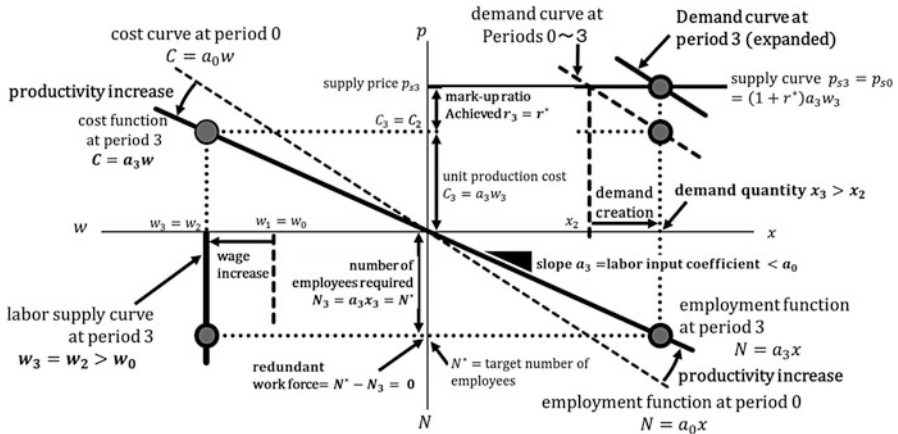 cost curve at period 0
C = a₀w
productivity increase
cost function
at period 3
C = a₃w
p
supply price pₛ₃
mark-up ratio
Achieved r₃ = r*
C₃ = C₂
unit production cost
C₃ = a₃w₃
demand curve at
Periods 0～3
Demand curve at
period 3 (expanded)
supply curve pₛ₃ = pₛ₀
= (1 + r*)a₃w₃
demand
creation
demand quantity x₃ > x₂
w
w₃ = w₂
w₁ = w₀
x₂
x
wage
increase
labor supply curve
at period 3
w₃ = w₂ > w₀
number of
employees required
N₃ = a₃x₃ = N*
redundant
work force= N* − N₃ = 0
N* = target number of
employees
N
slope a₃ =labor input coefficient < a₀
employment function
at period 3
N = a₃x
productivity increase
employment function at period 0
N = a₀x